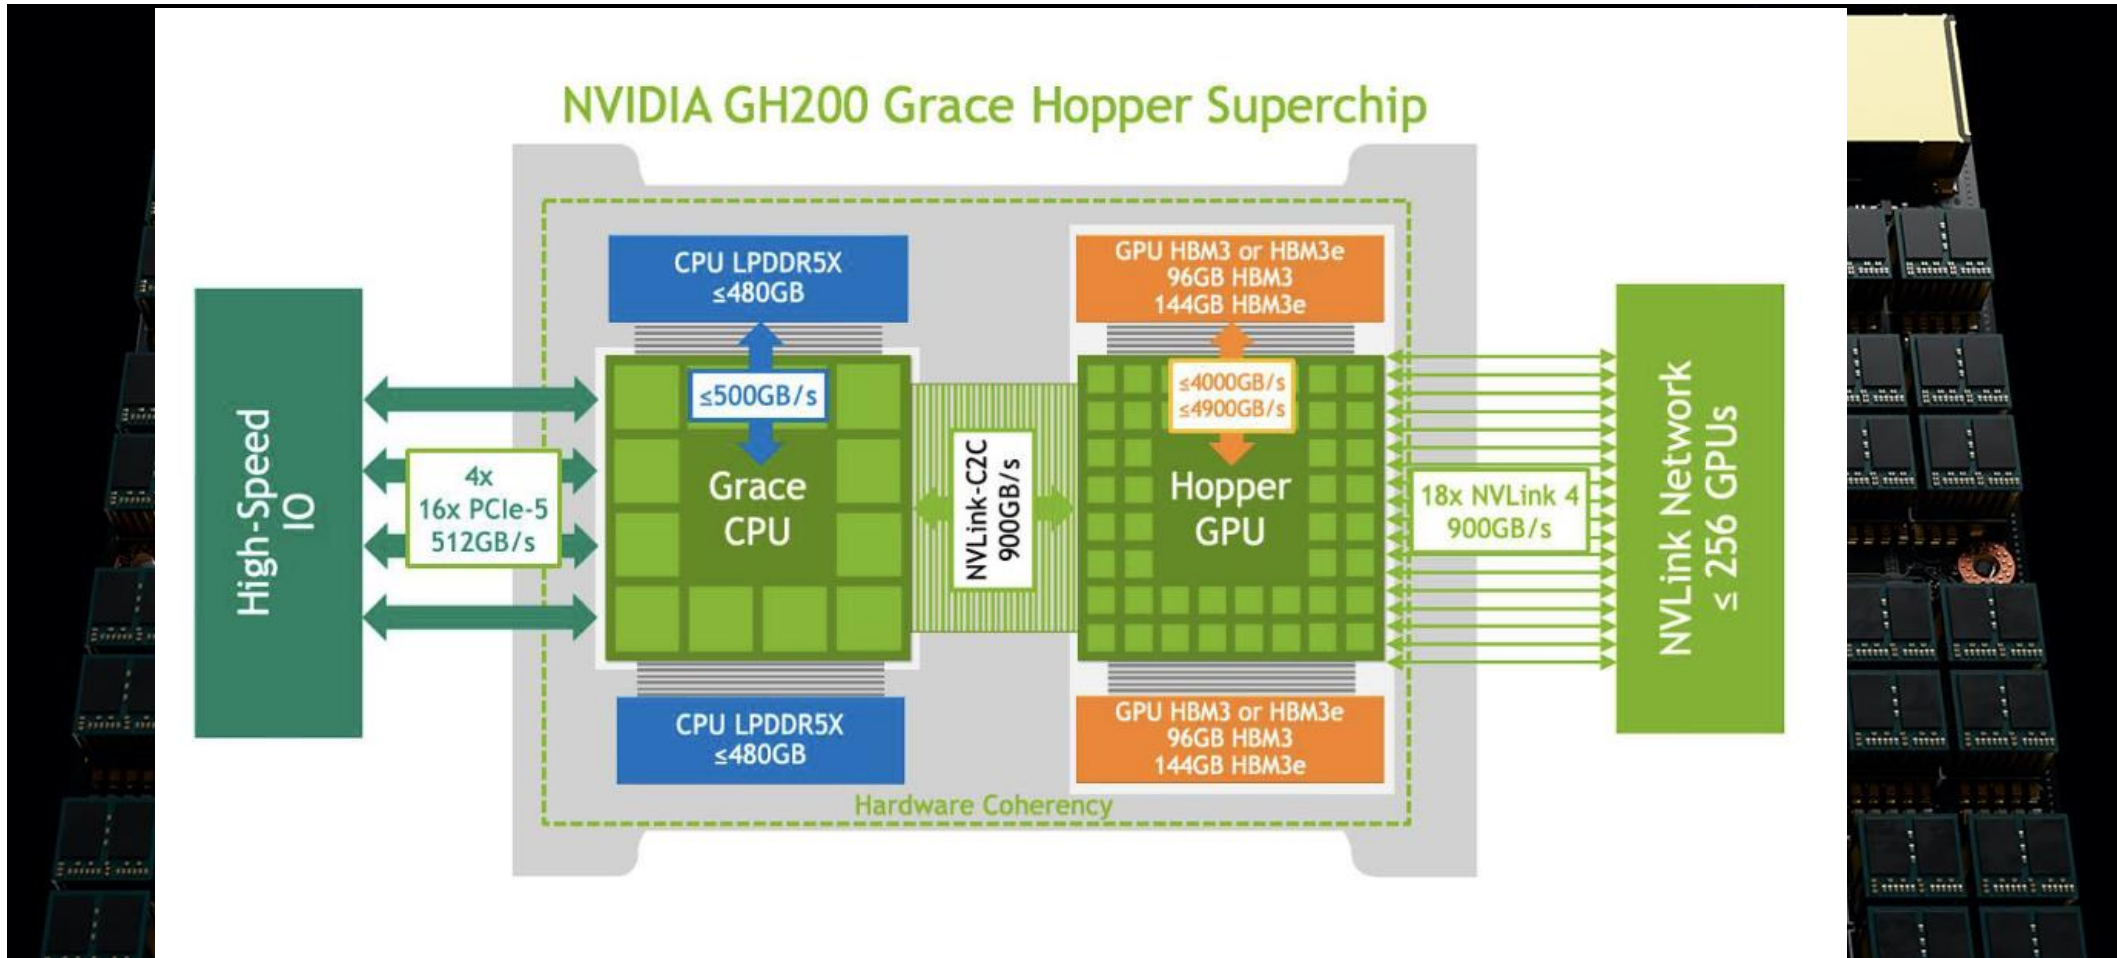 NVIDIA GH200 Grace Hopper Superchip
CPU LPDDR5X
≤480GB
GPU HBM3 or HBM3e
96GB HBM3
144GB HBM3e
High-Speed
IO
4x
16x PCIe-5
512GB/s
≤500GB/s
Grace
CPU
NVLink-C2C
900GB/s
≤4000GB/s
≤4900GB/s
Hopper
GPU
18x NVLink 4
900GB/s
NVLink Network
≤ 256 GPUs
CPU LPDDR5X
≤480GB
GPU HBM3 or HBM3e
96GB HBM3
144GB HBM3e
Hardware Coherency